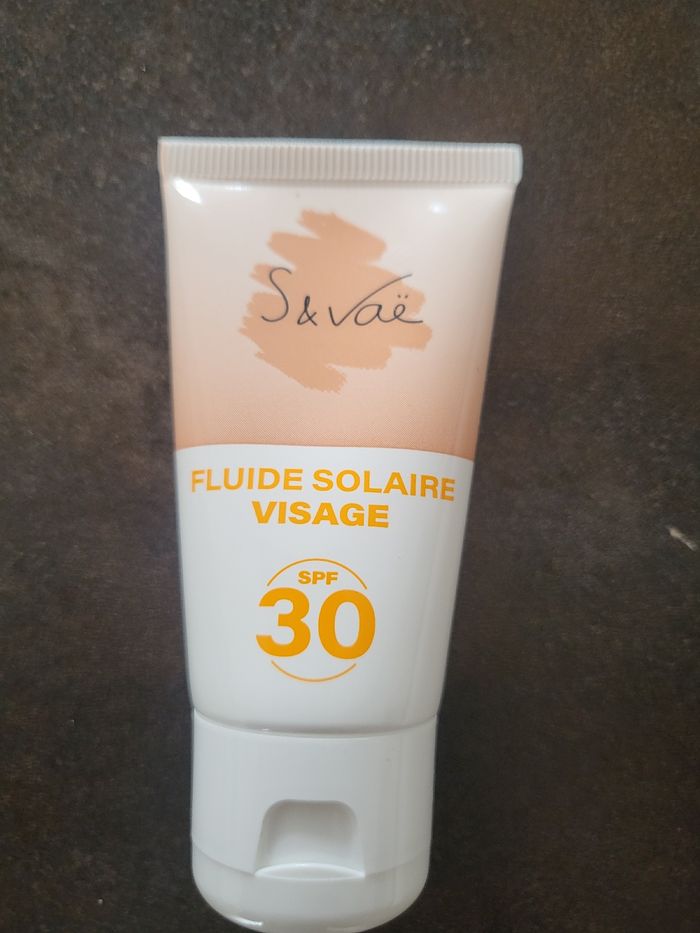 S & Vaë
FLUIDE SOLAIRE
VISAGE
SPF
30